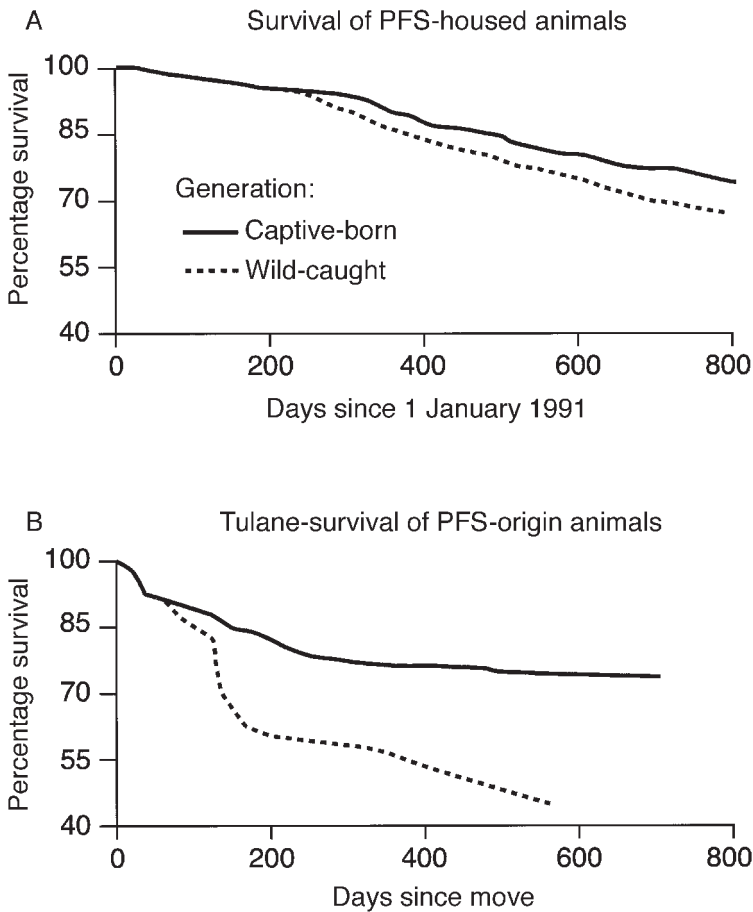 A
Survival of PFS-housed animals
Percentage survival
100
85
70
55
40
Generation:
Captive-born
Wild-caught
0 200 400 600 800
Days since 1 January 1991
B
Tulane-survival of PFS-origin animals
Percentage survival
100
85
70
55
40
0 200 400 600 800
Days since move